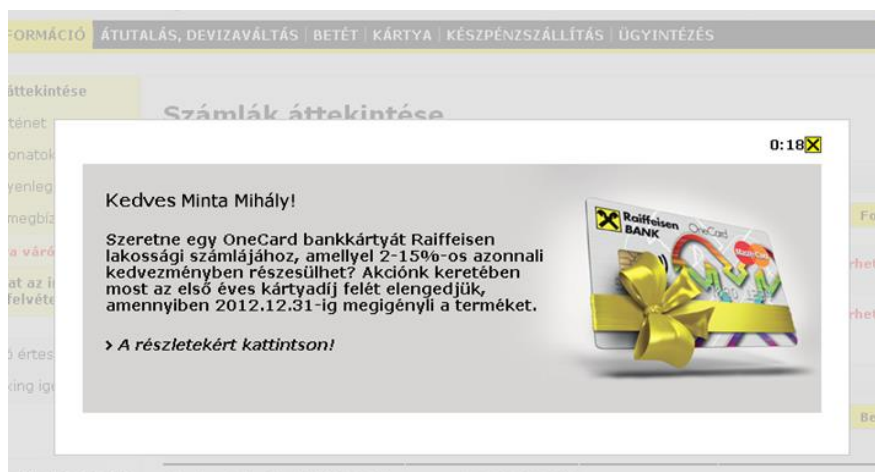 FORMÁCIÓ ÁTUTALÁS, DEVIZAVÁLTÁS | BETÉT | KÁRTYA | KÉSZPÉNZSZÁLLÍTÁS | ÜGYINTÉZÉS
áttekintése
Számlák áttekintése
0:18
Kedves Minta Mihály!
Szeretne egy OneCard bankkártyát Raiffeisen
lakossági számlájához, amellyel 2-15%-os azonnali
kedvezményben részesülhet? Akciónk keretében
most az első éves kártyadíj felét elengedjük,
amennyiben 2012.12.31-ig megigényli a terméket.
> A részletekért kattintson!
Raiffeisen
BANK
OneCard
MasterCard